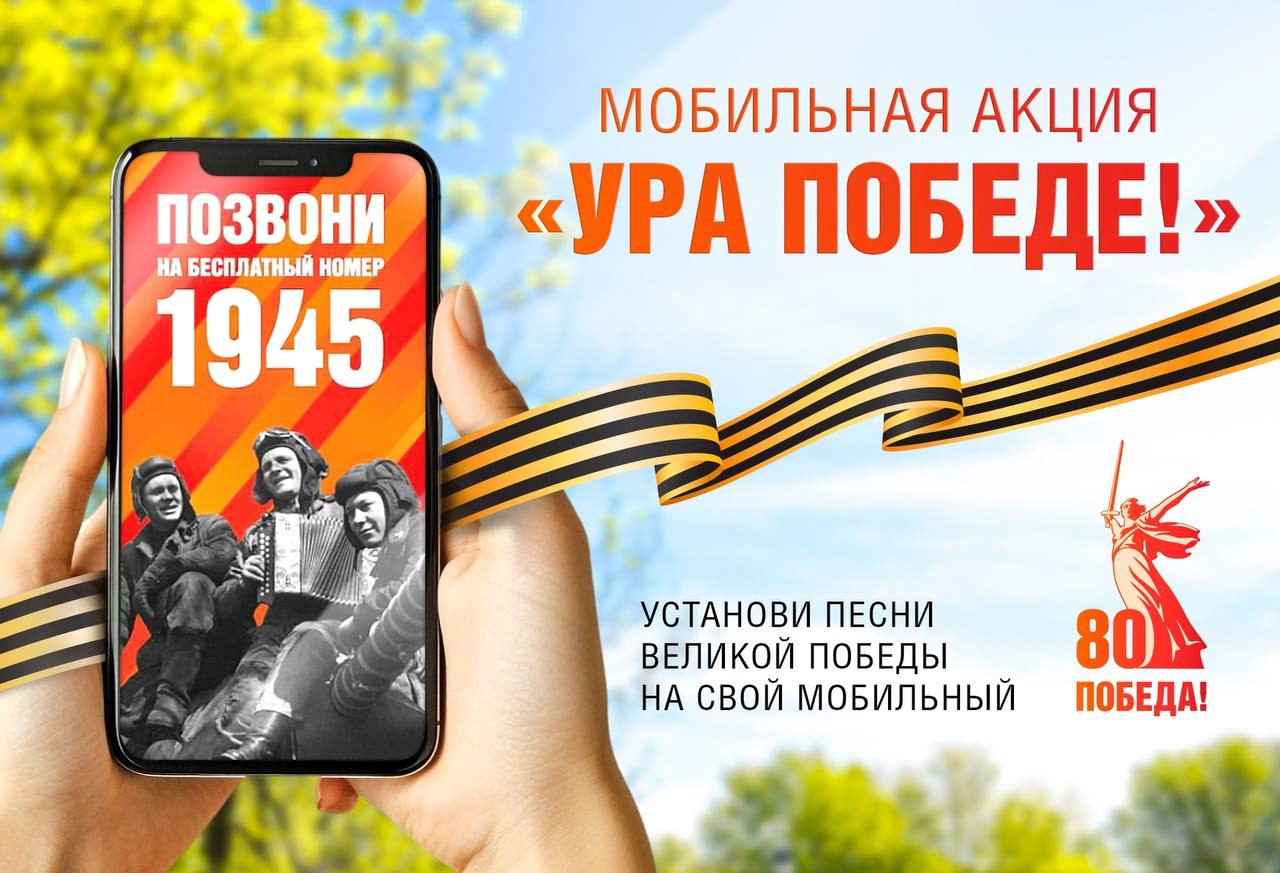 МОБИЛЬНАЯ АКЦИЯ
«УРА ПОБЕДЕ!»
ПОЗВОНИ
НА БЕСПЛАТНЫЙ НОМЕР
1945
УСТАНОВИ ПЕСНИ
ВЕЛИКОЙ ПОБЕДЫ
НА СВОЙ МОБИЛЬНЫЙ
80
ПОБЕДА!